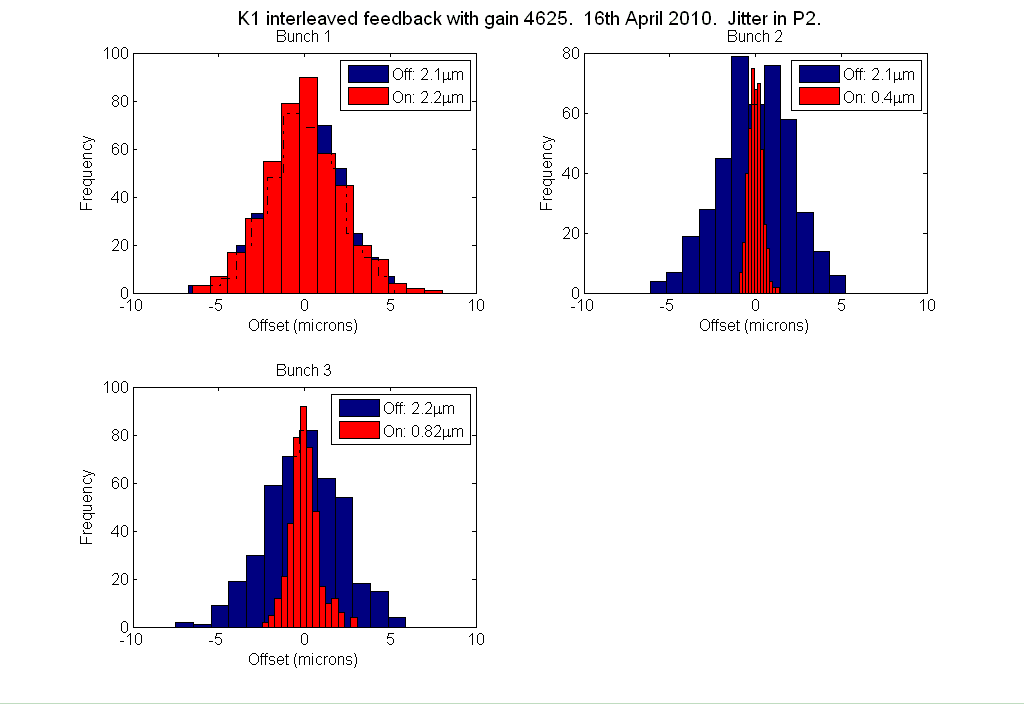 K1 interleaved feedback with gain 4625.  16th April 2010.  Jitter in P2.
Bunch 1
100
80
60
40
20
0
-10
-5
0
5
10
Frequency
Offset (microns)
Off: 2.1μm
On: 2.2μm
Bunch 2
80
60
40
20
0
-10
-5
0
5
10
Frequency
Offset (microns)
Off: 2.1μm
On: 0.4μm
Bunch 3
100
80
60
40
20
0
-10
-5
0
5
10
Frequency
Offset (microns)
Off: 2.2μm
On: 0.82μm